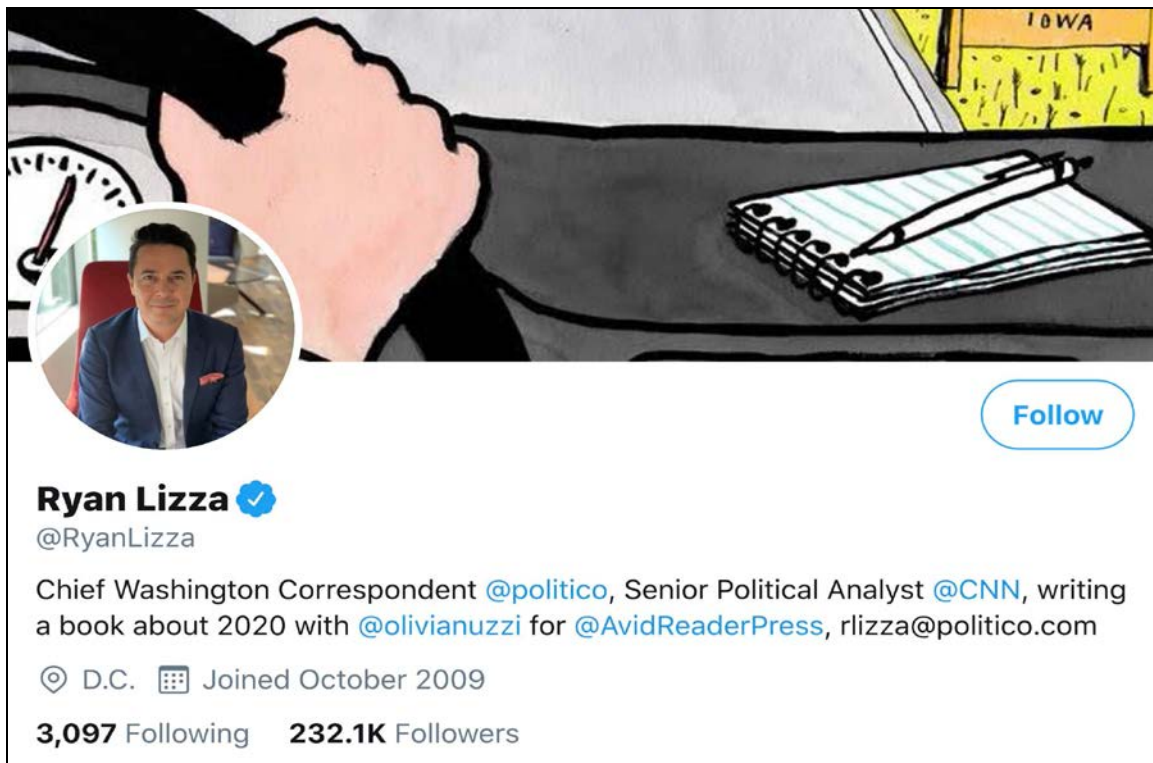 IOWA
Follow
Ryan Lizza
@RyanLizza
Chief Washington Correspondent @politico, Senior Political Analyst @CNN, writing
a book about 2020 with @olivianuzzi for @AvidReaderPress, rlizza@politico.com
D.C. Joined October 2009
3,097 Following 232.1K Followers